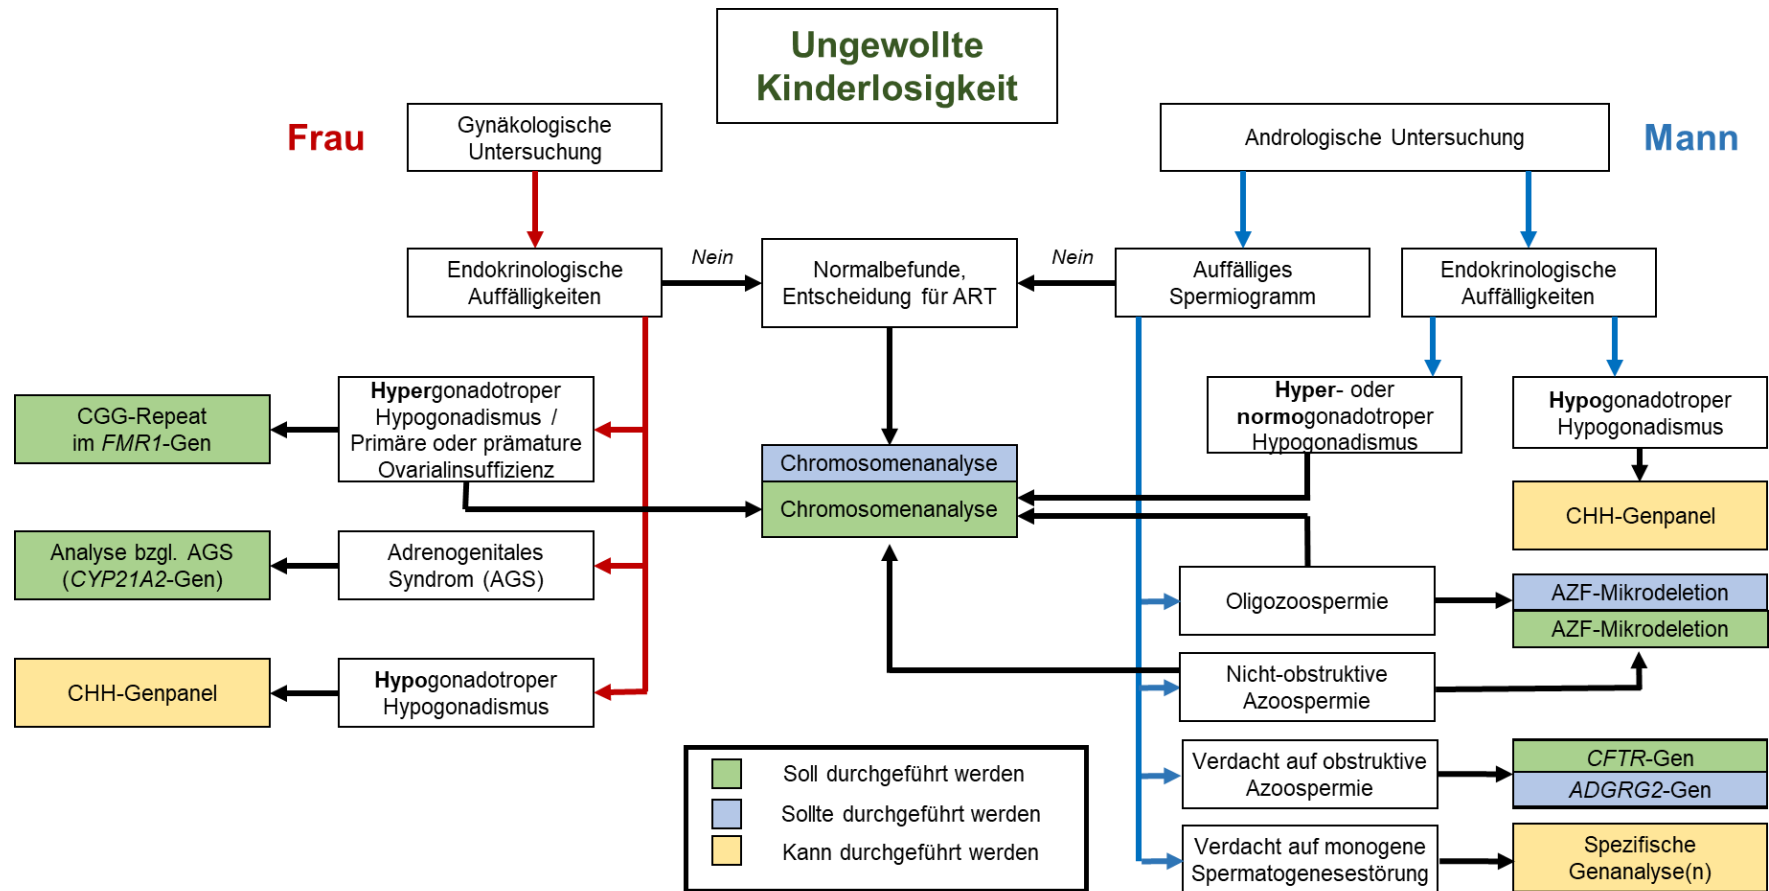 Ungewollte
Kinderlosigkeit
Frau
Gynäkologische
Untersuchung
Andrologische Untersuchung
Mann
Endokrinologische
Auffälligkeiten
Nein
Normalbefunde,
Entscheidung für ART
Nein
Auffälliges
Spermiogramm
Endokrinologische
Auffälligkeiten
CGG-Repeat
im FMR1-Gen
Hypergonadotroper
Hypogonadismus /
Primäre oder prämature
Ovarialinsuffizienz
Hyper- oder
normogonadotroper
Hypogonadismus
Hypogonadotroper
Hypogonadismus
Chromosomenanalyse
Chromosomenanalyse
CHH-Genpanel
Analyse bzgl. AGS
(CYP21A2-Gen)
Adrenogenitales
Syndrom (AGS)
Oligozoospermie
AZF-Mikrodeletion
AZF-Mikrodeletion
CHH-Genpanel
Hypogonadotroper
Hypogonadismus
Nicht-obstruktive
Azoospermie
Verdacht auf obstruktive
Azoospermie
CFTR-Gen
ADGRG2-Gen
Verdacht auf monogene
Spermatogenesestörung
Spezifische
Genanalyse(n)
Soll durchgeführt werden
Sollte durchgeführt werden
Kann durchgeführt werden